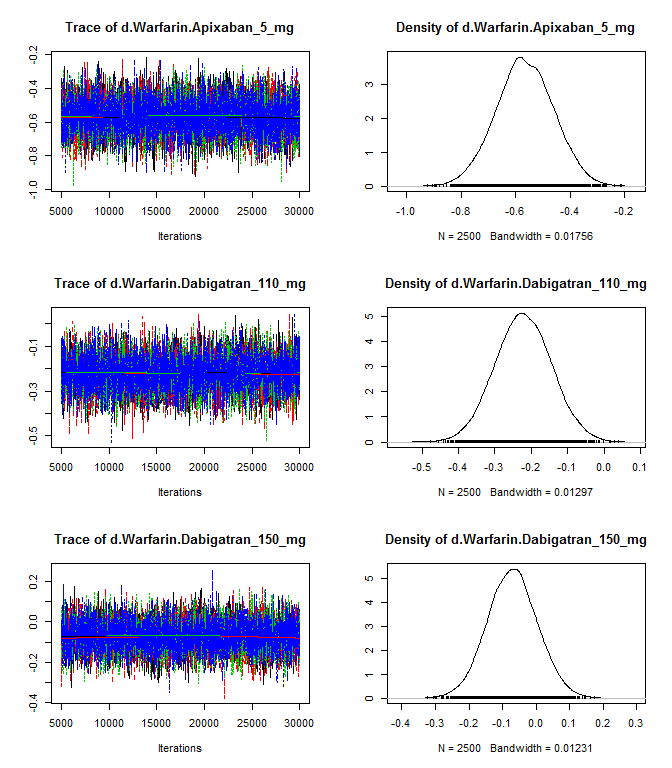 Trace of d.Warfarin.Apixaban_5_mg
-0.2
-0.4
-0.6
-0.8
-1.0
5000 10000 15000 20000 25000 30000
Iterations
Density of d.Warfarin.Apixaban_5_mg
3
2
1
0
-1.0 -0.8 -0.6 -0.4 -0.2
N = 2500 Bandwidth = 0.01756
Trace of d.Warfarin.Dabigatran_110_mg
-0.1
-0.3
-0.5
5000 10000 15000 20000 25000 30000
Iterations
Density of d.Warfarin.Dabigatran_110_mg
5
4
3
2
1
0
-0.5 -0.4 -0.3 -0.2 -0.1 0.0 0.1
N = 2500 Bandwidth = 0.01297
Trace of d.Warfarin.Dabigatran_150_mg
0.2
0.0
-0.2
-0.4
5000 10000 15000 20000 25000 30000
Iterations
Density of d.Warfarin.Dabigatran_150_mg
5
4
3
2
1
0
-0.4 -0.3 -0.2 -0.1 0.0 0.1 0.2 0.3
N = 2500 Bandwidth = 0.01231